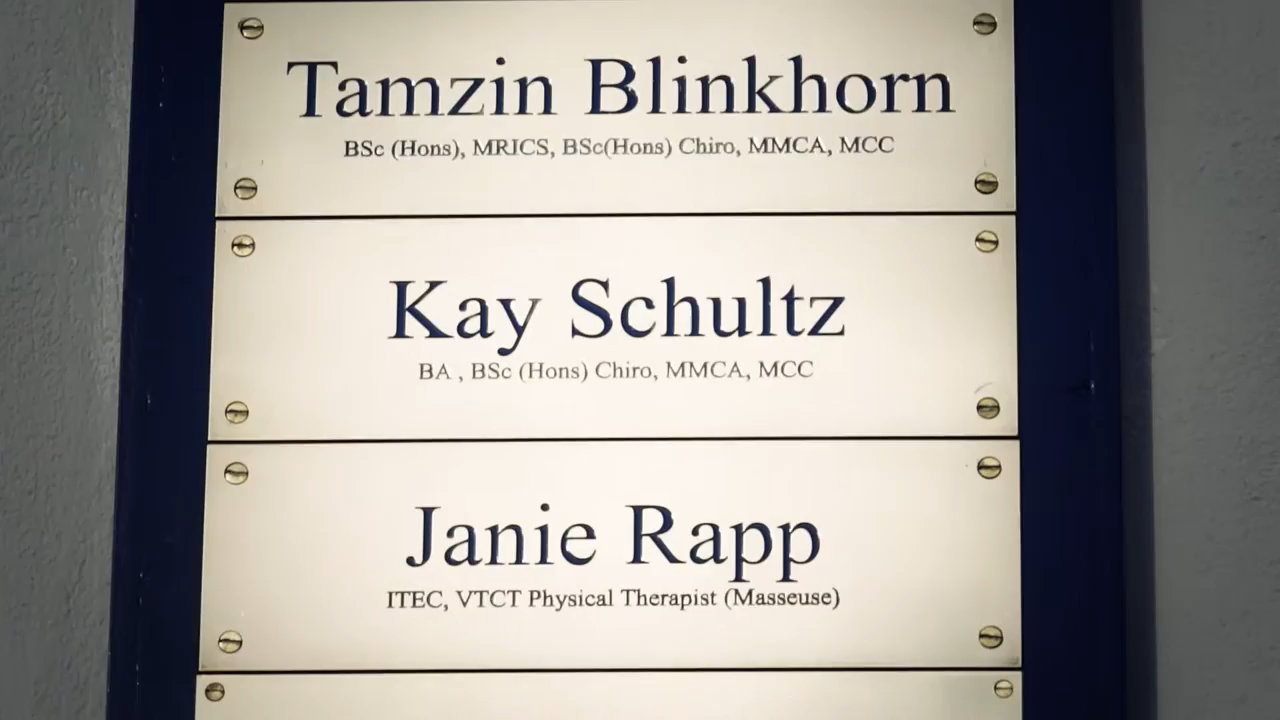 Tamzin Blinkhorn
BSc (Hons), MRICS, BSc(Hons) Chiro, MMCA, MCC
Kay Schultz
BA , BSc (Hons) Chiro, MMCA, MCC
Janie Rapp
ITEC, VTCT Physical Therapist (Masseuse)